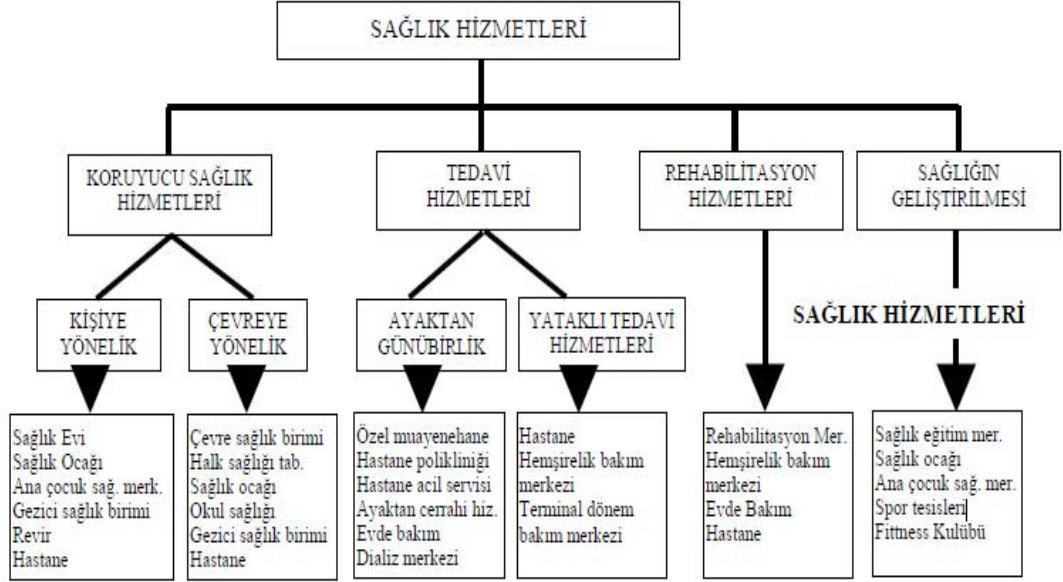 SAĞLIK HİZMETLERİ
KORUYUCU SAĞLIK
HİZMETLERİ
TEDAVİ
HİZMETLERİ
REHABİLİTASYON
HİZMETLERİ
SAĞLIĞIN
GELİŞTİRİLMESİ
KİŞİYE
YÖNELİK
ÇEVREYE
YÖNELİK
AYAKTAN
GÜNÜBİRLİK
YATAKLI TEDAVİ
HİZMETLERİ
SAĞLIK HİZMETLERİ
Sağlık Evi
Sağlık Ocağı
Ana çocuk sağ. merk.
Gezici sağlık birimi
Revir
Hastane
Çevre sağlık birimi
Halk sağlığı tab.
Sağlık ocağı
Okul sağlığı
Gezici sağlık birimi
Hastane
Özel muayenehane
Hastane polikliniği
Hastane acil servisi
Ayaktan cerrahi hiz.
Evde bakım
Dializ merkezi
Hastane
Hemşirelik bakım
merkezi
Terminal dönem
bakım merkezi
Rehabilitasyon Mer.
Hemşirelik bakım
merkezi
Evde Bakım
Hastane
Sağlık eğitim mer.
Sağlık ocağı
Ana çocuk sağ. mer.
Spor tesisleri
Fittness Kulübü